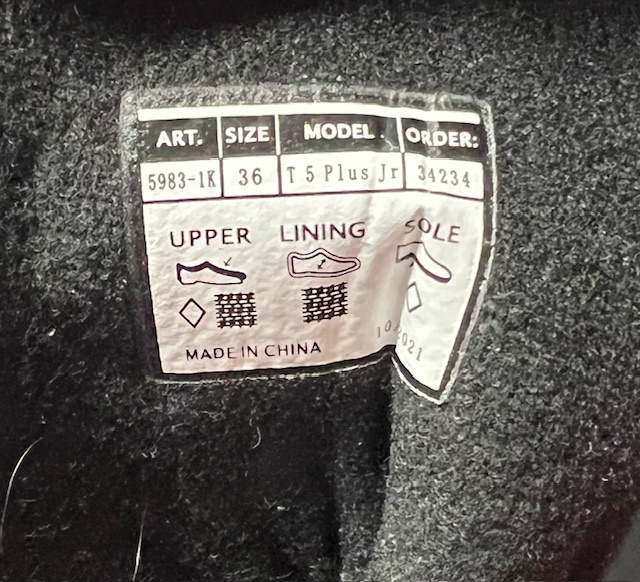 ART. SIZE MODEL. ORDER:
5983-1K 36 T 5 Plus Jr 34234
UPPER LINING SOLE
MADE IN CHINA